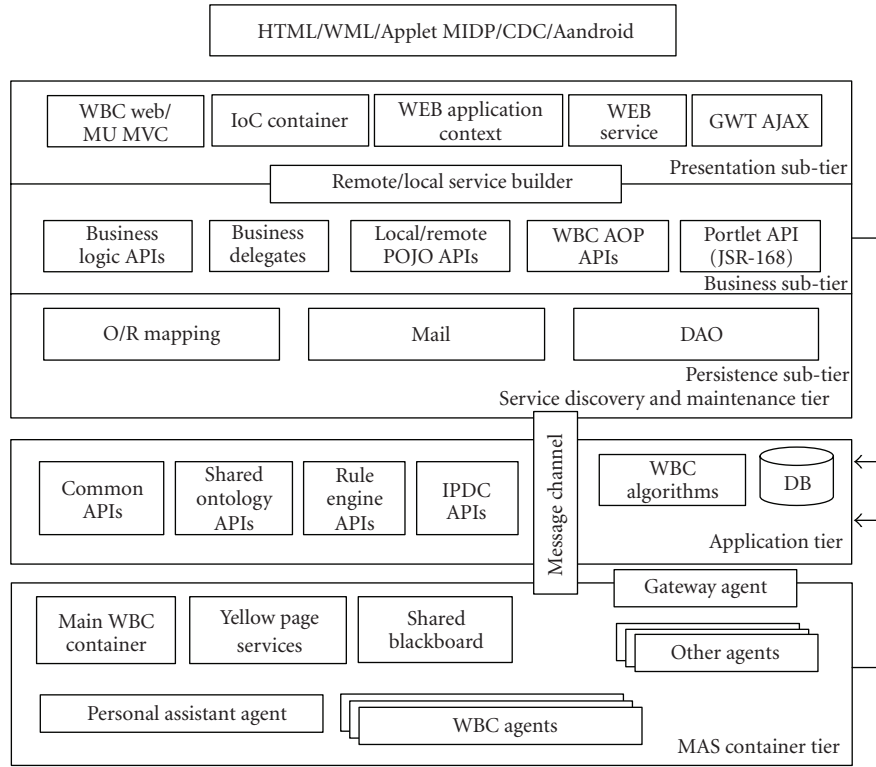 HTML/WML/Applet MIDP/CDC/Aandroid
WBC web/
MU MVC
IoC container
WEB application
context
WEB
service
GWT AJAX
Presentation sub-tier
Remote/local service builder
Business
logic APIs
Business
delegates
Local/remote
POJO APIs
WBC AOP
APIs
Portlet API
(JSR-168)
Business sub-tier
O/R mapping
Mail
DAO
Persistence sub-tier
Service discovery and maintenance tier
Message channel
Common
APIs
Shared
ontology
APIs
Rule
engine
APIs
IPDC
APIs
WBC
algorithms
DB
Application tier
Gateway agent
Main WBC
container
Yellow page
services
Shared
blackboard
Other agents
Personal assistant agent
WBC agents
MAS container tier